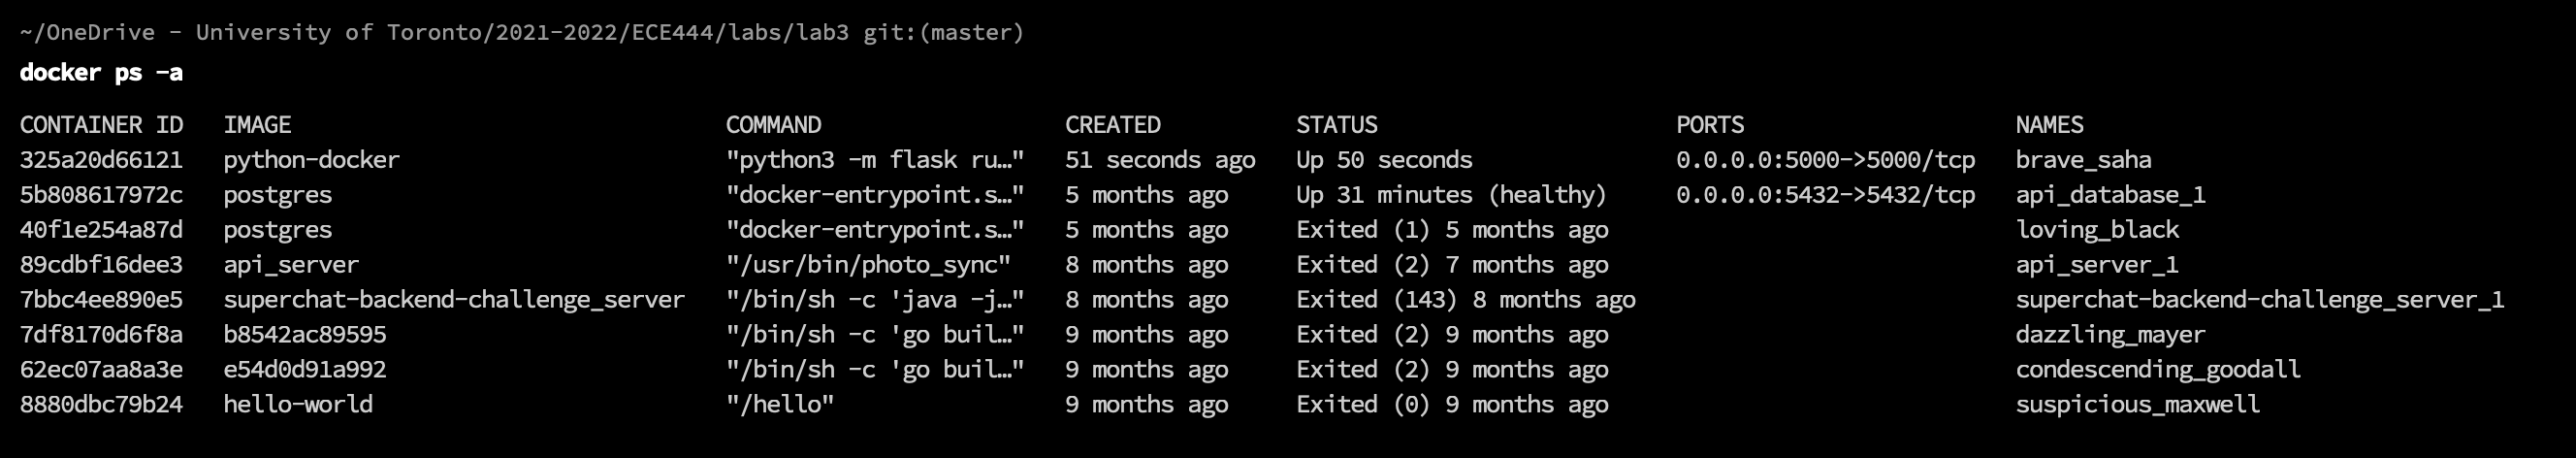 ~/OneDrive - University of Toronto/2021-2022/ECE444/labs/lab3 git:(master)
docker ps -a
CONTAINER ID   IMAGE                               COMMAND                  CREATED          STATUS                      PORTS                    NAMES
325a20d66121   python-docker                       "python3 -m flask ru…"   51 seconds ago   Up 50 seconds               0.0.0.0:5000->5000/tcp   brave_saha
5b808617972c   postgres                            "docker-entrypoint.s…"   5 months ago     Up 31 minutes (healthy)     0.0.0.0:5432->5432/tcp   api_database_1
40f1e254a87d   postgres                            "docker-entrypoint.s…"   5 months ago     Exited (1) 5 months ago                              loving_black
89cdbf16dee3   api_server                          "/usr/bin/photo_sync"    8 months ago     Exited (2) 7 months ago                              api_server_1
7bbc4ee890e5   superchat-backend-challenge_server   "/bin/sh -c 'java -j…"   8 months ago     Exited (143) 8 months ago                            superchat-backend-challenge_server_1
7df8170d6f8a   b8542ac89595                        "/bin/sh -c 'go buil…"   9 months ago     Exited (2) 9 months ago                              dazzling_mayer
62ec07aa8a3e   e54d0d91a992                        "/bin/sh -c 'go buil…"   9 months ago     Exited (2) 9 months ago                              condescending_goodall
8880dbc79b24   hello-world                         "/hello"                 9 months ago     Exited (0) 9 months ago                              suspicious_maxwell